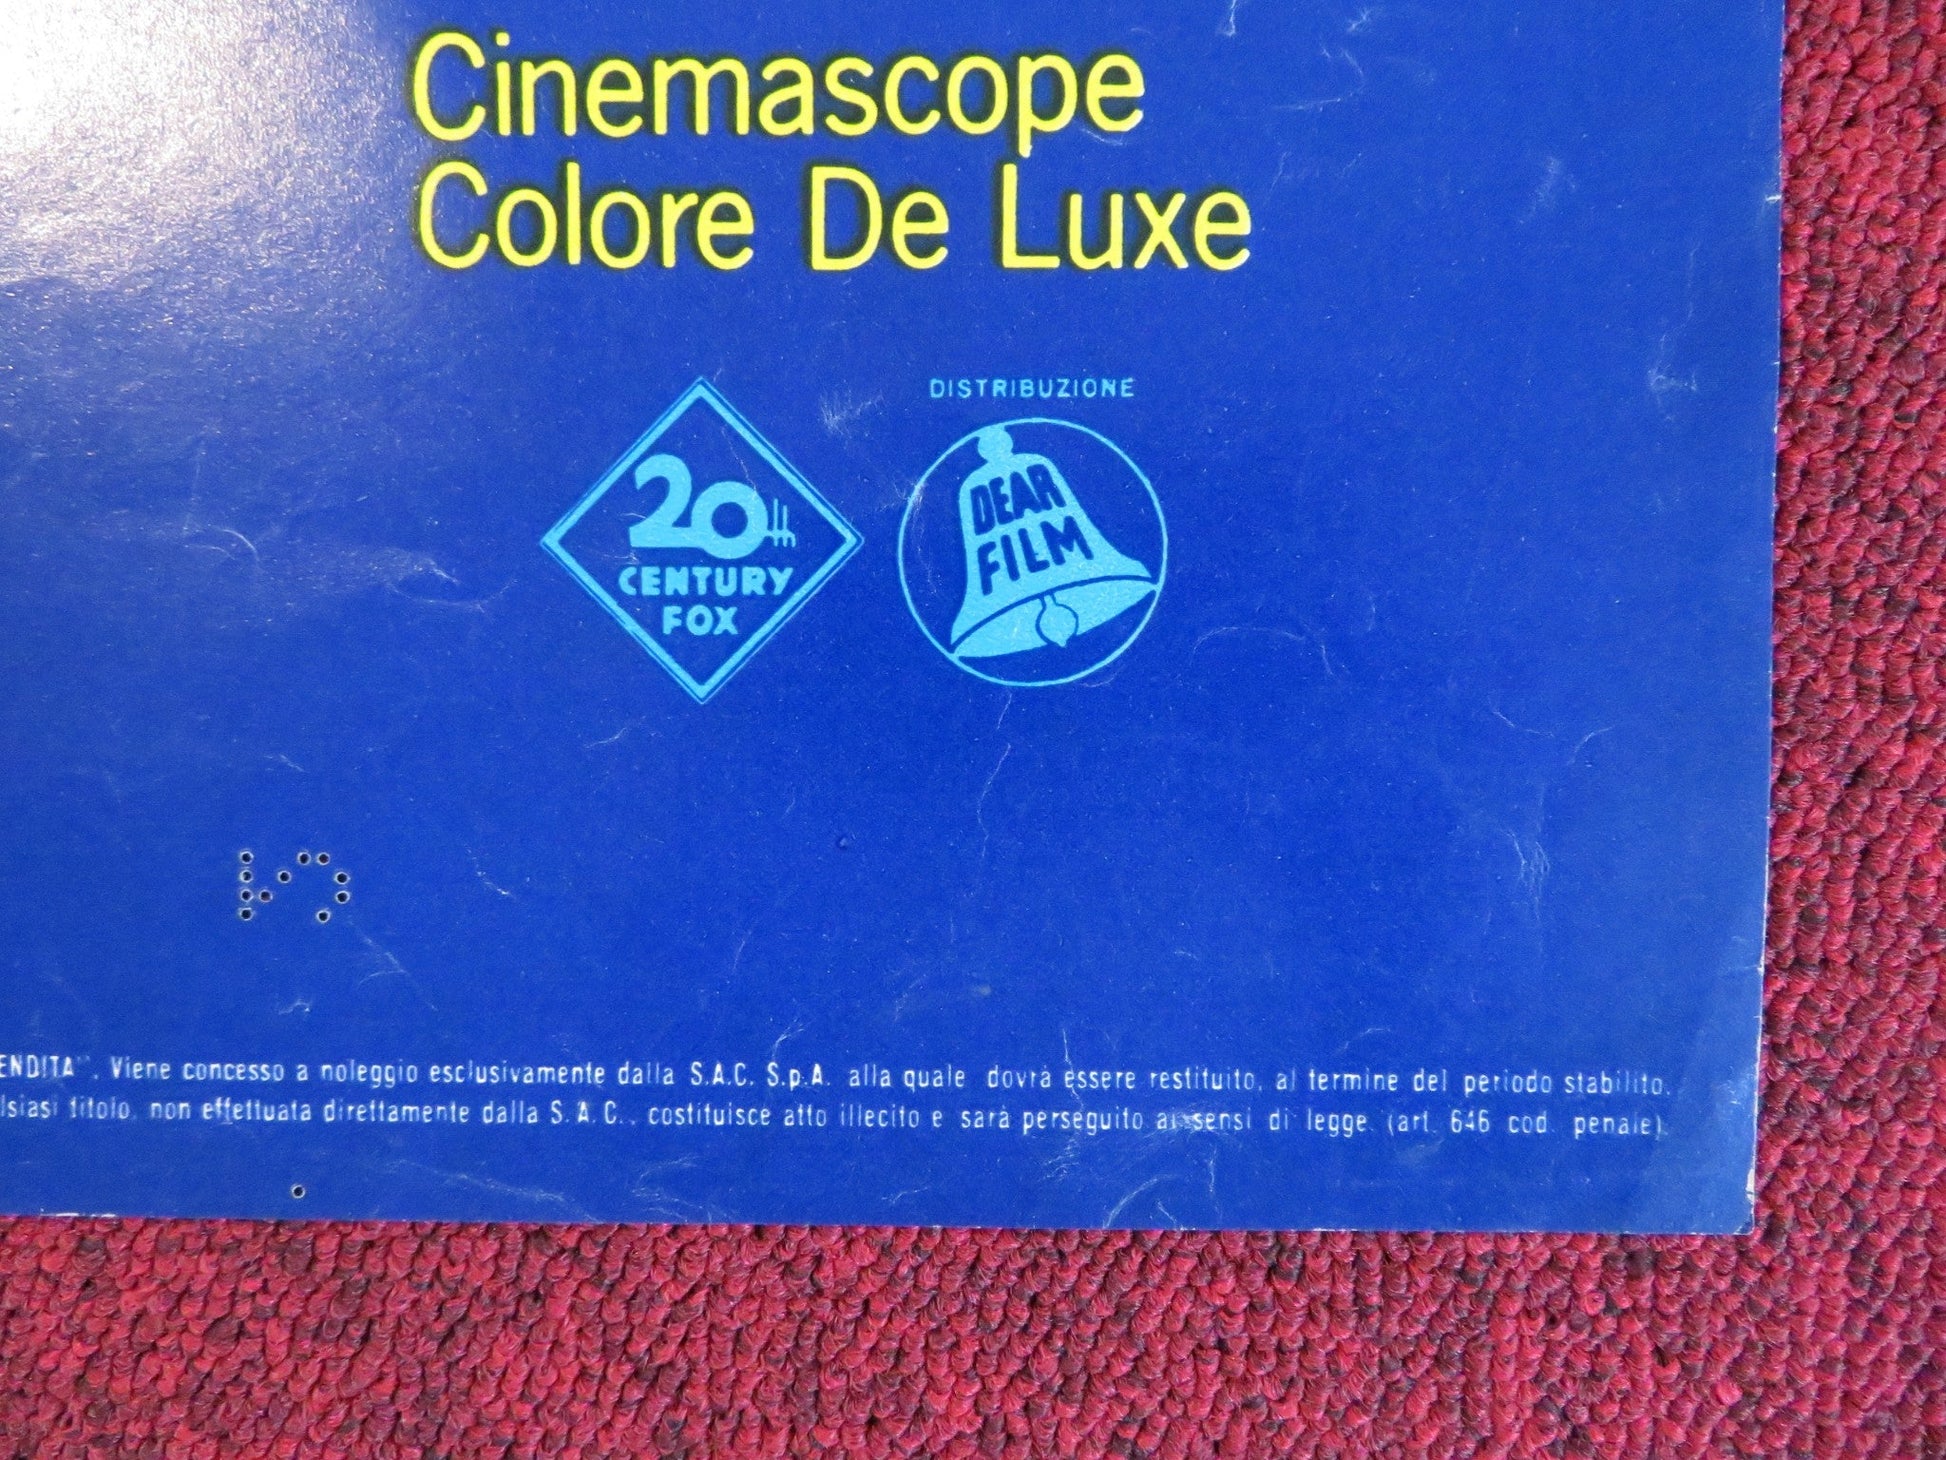 Cinemascope
Colore De Luxe
DISTRIBUZIONE
20th
CENTURY
FOX
DEAR
FILM
ENDITA". Viene concesso a noleggio esclusivamente dalla S.A.C. S.p.A. alla quale dovrà essere restituito, al termine del periodo stabilito.
lsiasi titolo, non effettuata direttamente dalla S.A.C., costituisce atto illecito e sarà perseguito ai sensi di legge (art. 646 cod. penale).